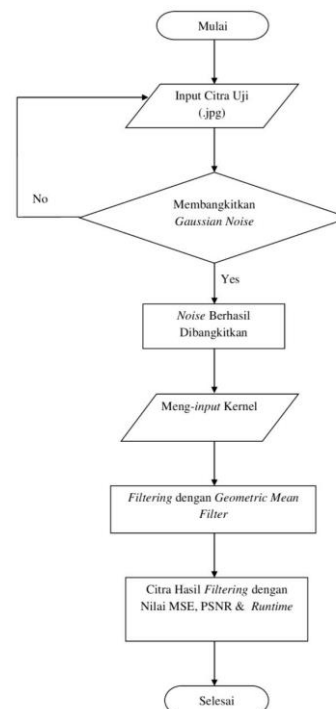 Mulai
Input Citra Uji
(.jpg)
No
Membangkitkan
Gaussian Noise
Yes
Noise Berhasil
Dibangkitkan
Meng-input Kernel
Filtering dengan Geometric Mean
Filter
Citra Hasil Filtering dengan
Nilai MSE, PSNR & Runtime
Selesai